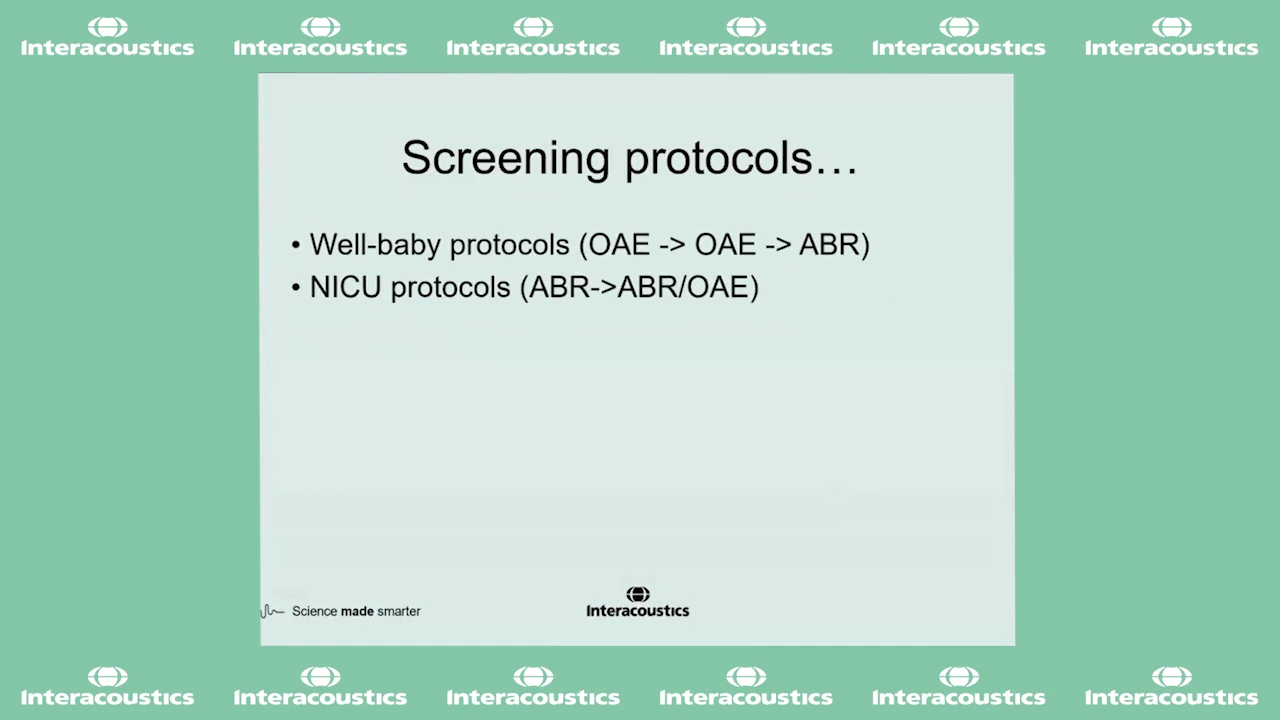 Interacoustics Interacoustics Interacoustics Interacoustics Interacoustics Interacoustics
Screening protocols…
• Well-baby protocols (OAE -> OAE -> ABR)
• NICU protocols (ABR->ABR/OAE)
Science made smarter
Interacoustics
Interacoustics Interacoustics Interacoustics Interacoustics Interacoustics Interacoustics